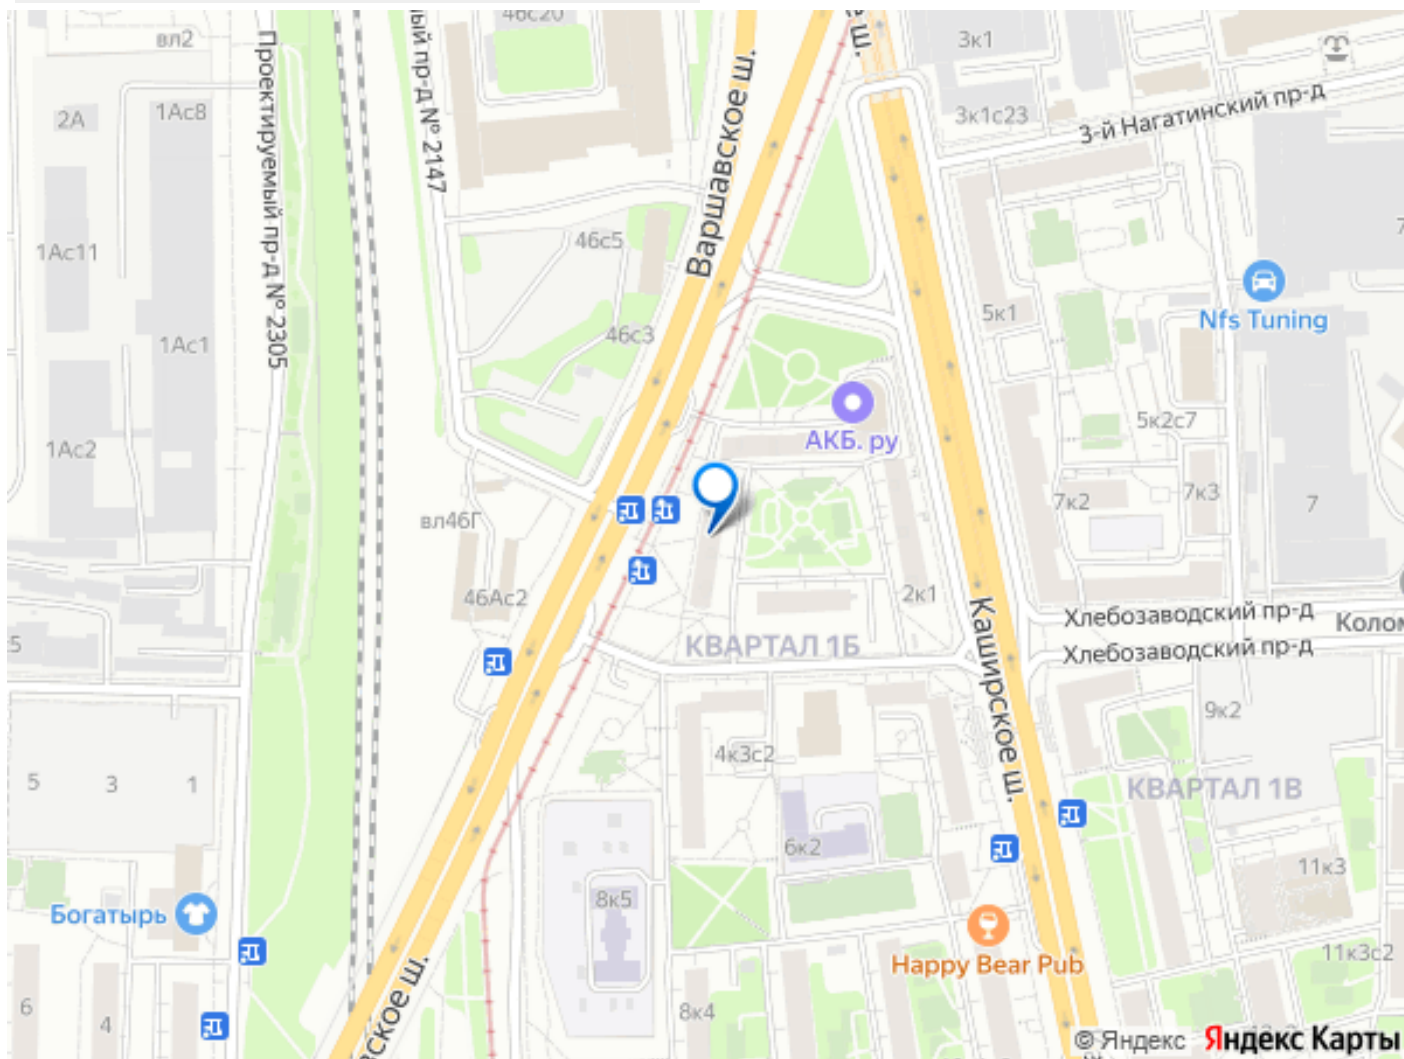 46с20
вл2
3к1
Проектируемый пр-д № 2305
ный пр-д № 2147
Варшавское ш.
ш.
3-й Нагатинский пр-д
2А
1Ас8
3к1с23
1Ас11
46с5
46с3
5к1
Nfs Tuning
1Ас1
АКБ. ру
5к2с7
1Ас2
вл46Г
7к2
7к3
7
46Ас2
2к1
Каширское ш.
Хлебозаводский пр-д
Колом
Хлебозаводский пр-д
5
КВАРТАЛ 1Б
9к2
4к3с2
КВАРТАЛ 1В
5
3
1
6к2
11к3
Богатырь
8к5
Happy Bear Pub
11к3с2
6
4
вское ш.
8к4
© Яндекс Яндекс Карты